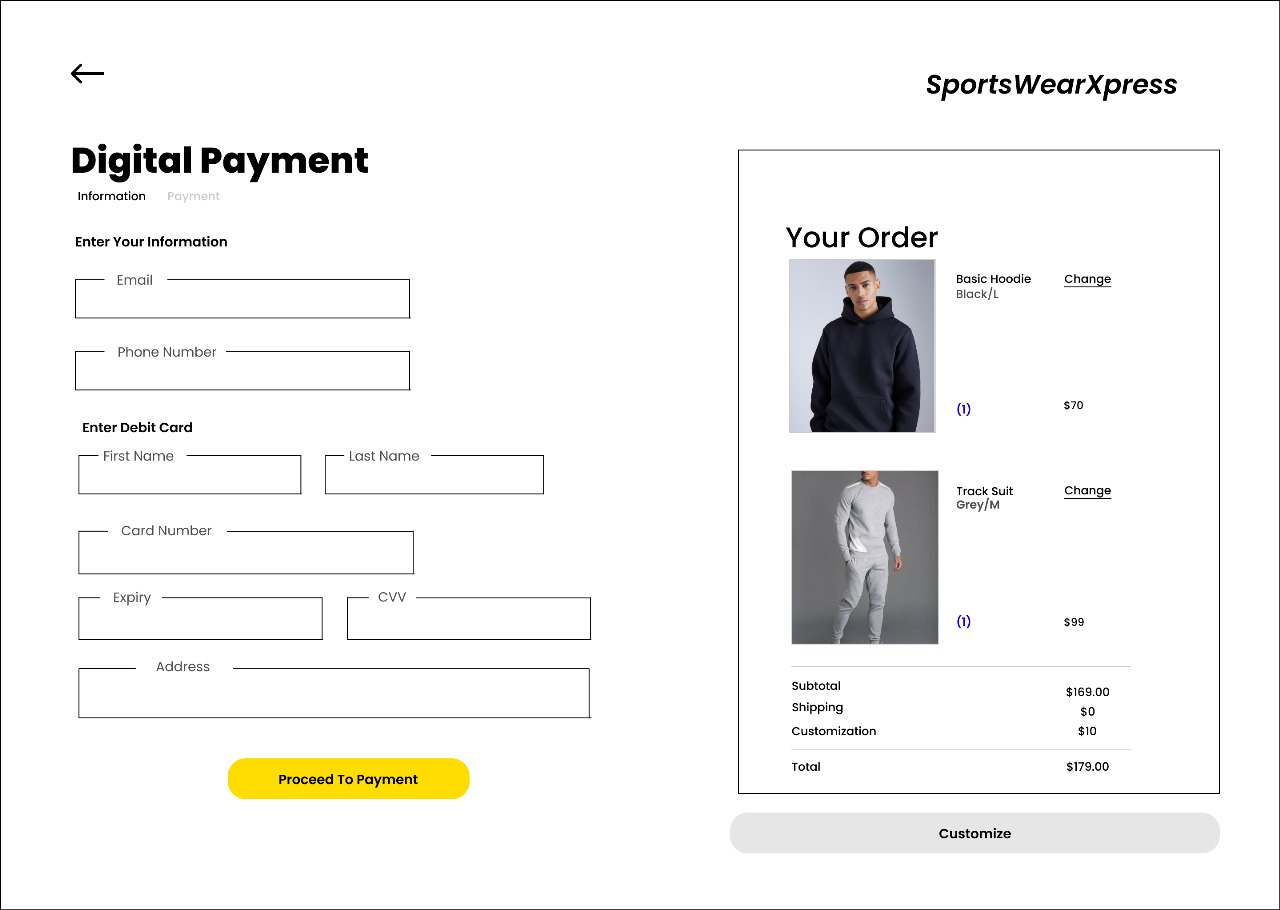 SportsWearXpress
Digital Payment
Information Payment
Enter Your Information
Email
Phone Number
Enter Debit Card
First Name Last Name
Card Number
Expiry CVV
Address
Proceed To Payment
Your Order
Basic Hoodie Change
Black/L
(1) $70
Track Suit Change
Grey/M
(1) $99
Subtotal $169.00
Shipping $0
Customization $10
Total $179.00
Customize